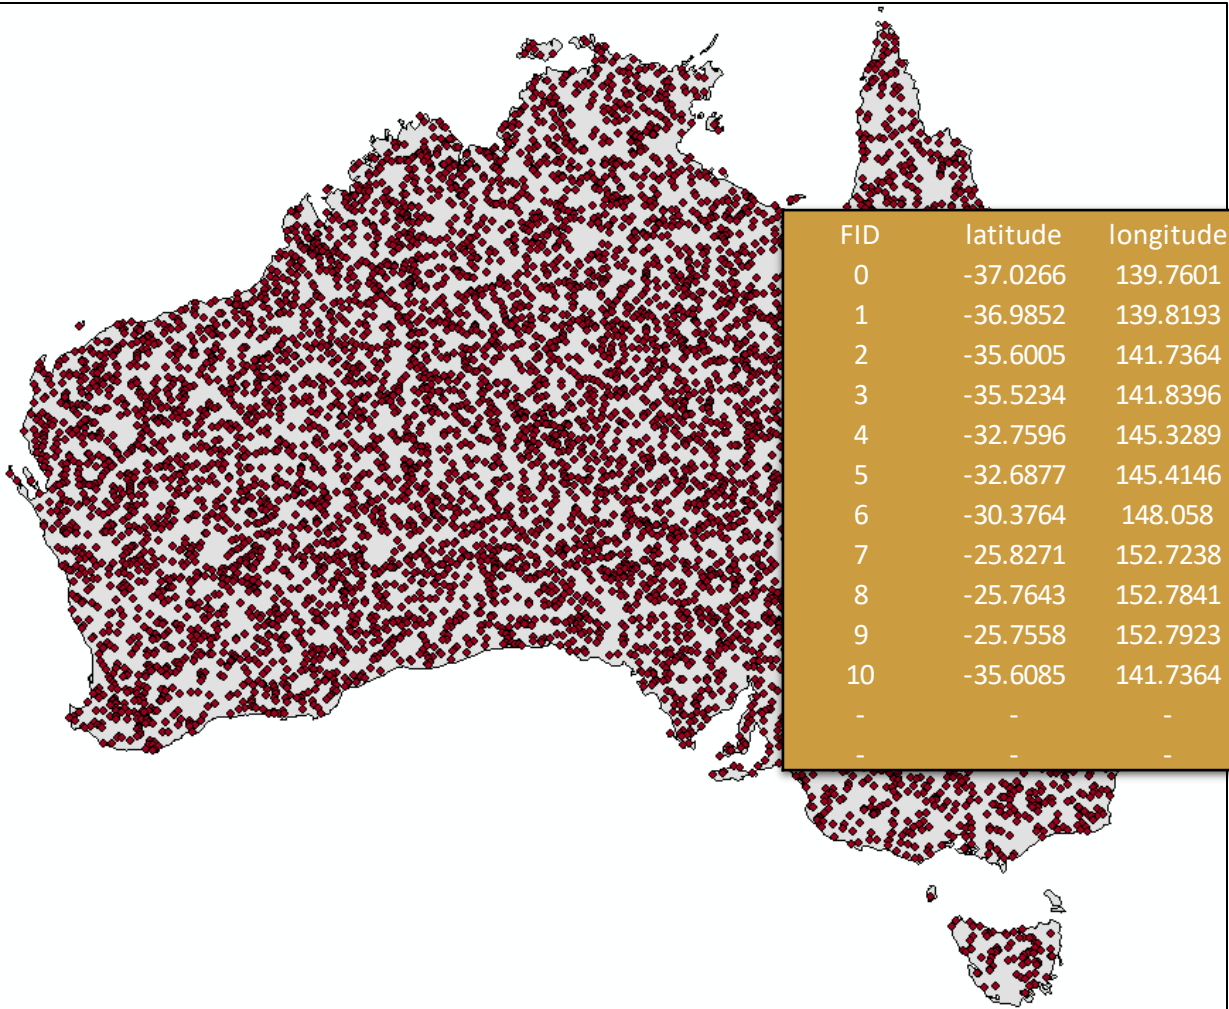 FID latitude longitude
0 -37.0266 139.7601
1 -36.9852 139.8193
2 -35.6005 141.7364
3 -35.5234 141.8396
4 -32.7596 145.3289
5 -32.6877 145.4146
6 -30.3764 148.058
7 -25.8271 152.7238
8 -25.7643 152.7841
9 -25.7558 152.7923
10 -35.6085 141.7364
- - -
- - -